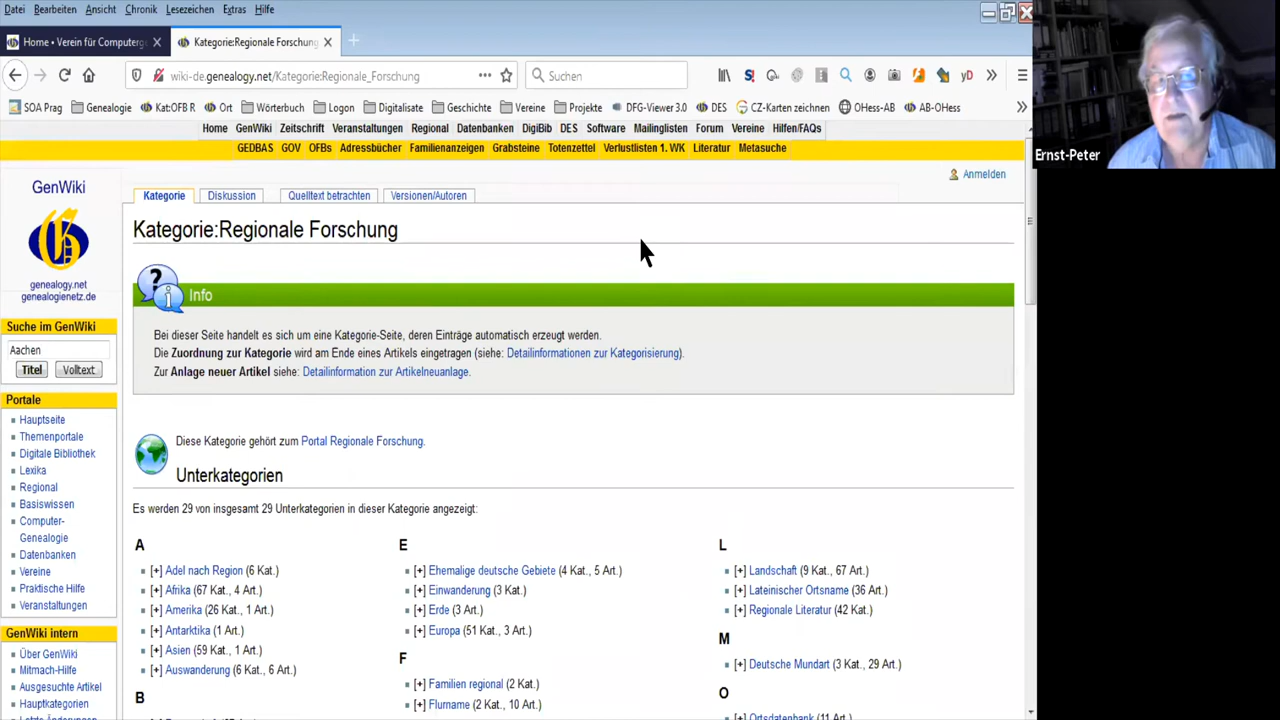 Datei Bearbeiten Ansicht Chronik Lesezeichen Extras Hilfe
Home • Verein für Computerge
Kategorie:Regionale Forschung
wiki-de.genealogy.net/Kategorie:Regionale_Forschung
Suchen
SOA Prag Genealogie Kat:OFB R Ort Wörterbuch Logon Digitalisate Geschichte Vereine Projekte DFG-Viewer 3.0 DES CZ-Karten zeichnen OHess-AB AB-OHess
Home GenWiki Zeitschrift Veranstaltungen Regional Datenbanken DigiBib DES Software Mailinglisten Forum Vereine Hilfen/FAQs
GEDBAS GOV OFBs Adressbücher Familienanzeigen Grabsteine Totenzettel Verlustlisten 1. WK Literatur Metasuche
Ernst-Peter
Anmelden
GenWiki
genealogy.net
genealogienetz.de
Suche im GenWiki
Aachen
Titel Volltext
Portale
Hauptseite
Themenportale
Digitale Bibliothek
Lexika
Regional
Basiswissen
Computer-
Genealogie
Datenbanken
Vereine
Praktische Hilfe
Veranstaltungen
GenWiki intern
Über GenWiki
Mitmach-Hilfe
Ausgesuchte Artikel
Hauptkategorien
Letzte Änderungen
Kategorie Diskussion Quelltext betrachten Versionen/Autoren
Kategorie:Regionale Forschung
Info
Bei dieser Seite handelt es sich um eine Kategorie-Seite, deren Einträge automatisch erzeugt werden.
Die Zuordnung zur Kategorie wird am Ende eines Artikels eingetragen (siehe: Detailinformationen zur Kategorisierung).
Zur Anlage neuer Artikel siehe: Detailinformation zur Artikelneuanlage.
Diese Kategorie gehört zum Portal Regionale Forschung.
Unterkategorien
Es werden 29 von insgesamt 29 Unterkategorien in dieser Kategorie angezeigt:
A
[+] Adel nach Region (6 Kat.)
[+] Afrika (67 Kat., 4 Art.)
[+] Amerika (26 Kat., 1 Art.)
[+] Antarktika (1 Art.)
[+] Asien (59 Kat., 1 Art.)
[+] Auswanderung (6 Kat., 6 Art.)
B
E
[+] Ehemalige deutsche Gebiete (4 Kat., 5 Art.)
[+] Einwanderung (3 Kat.)
[+] Erde (3 Art.)
[+] Europa (51 Kat., 3 Art.)
F
[+] Familien regional (2 Kat.)
[+] Flurname (2 Kat., 10 Art.)
L
[+] Landschaft (9 Kat., 67 Art.)
[+] Lateinischer Ortsname (36 Art.)
[+] Regionale Literatur (42 Kat.)
M
[+] Deutsche Mundart (3 Kat., 29 Art.)
O
[+] Ortsdatenbank (11 Art.)